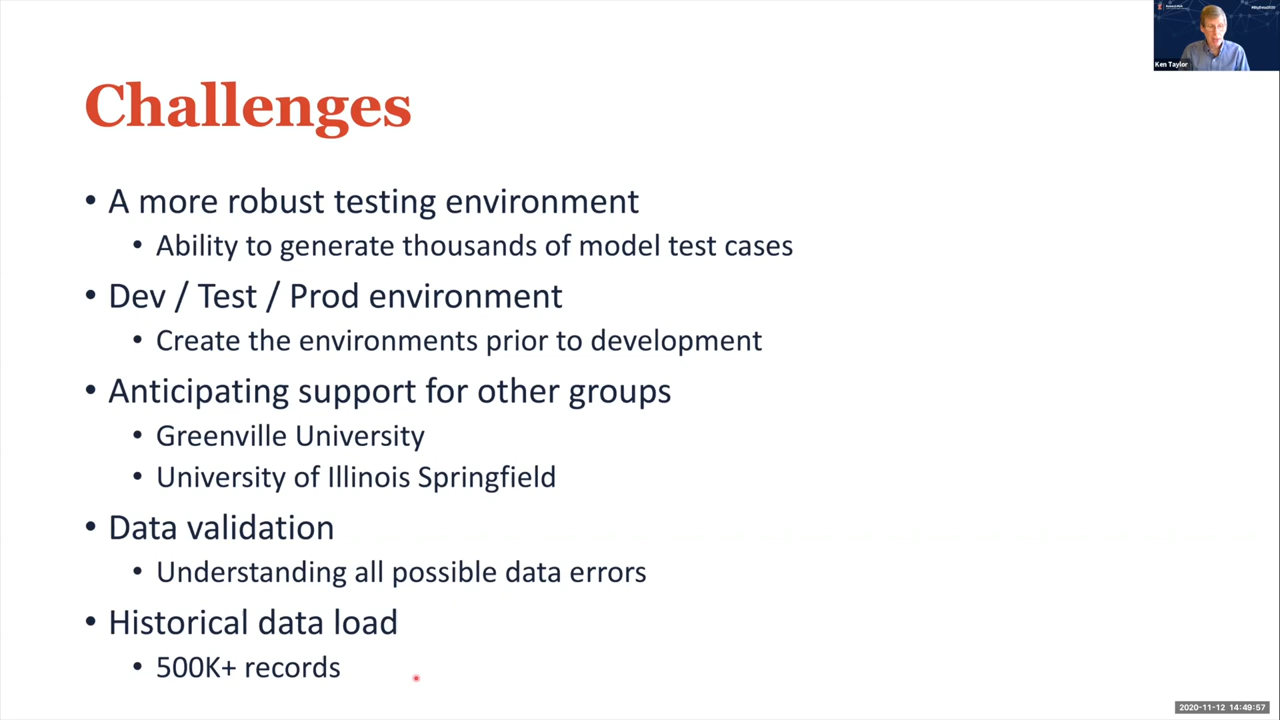 Ken Taylor
Challenges
• A more robust testing environment
• Ability to generate thousands of model test cases
• Dev / Test / Prod environment
• Create the environments prior to development
• Anticipating support for other groups
• Greenville University
• University of Illinois Springfield
• Data validation
• Understanding all possible data errors
• Historical data load
• 500K+ records
2020-11-12 14:49:57